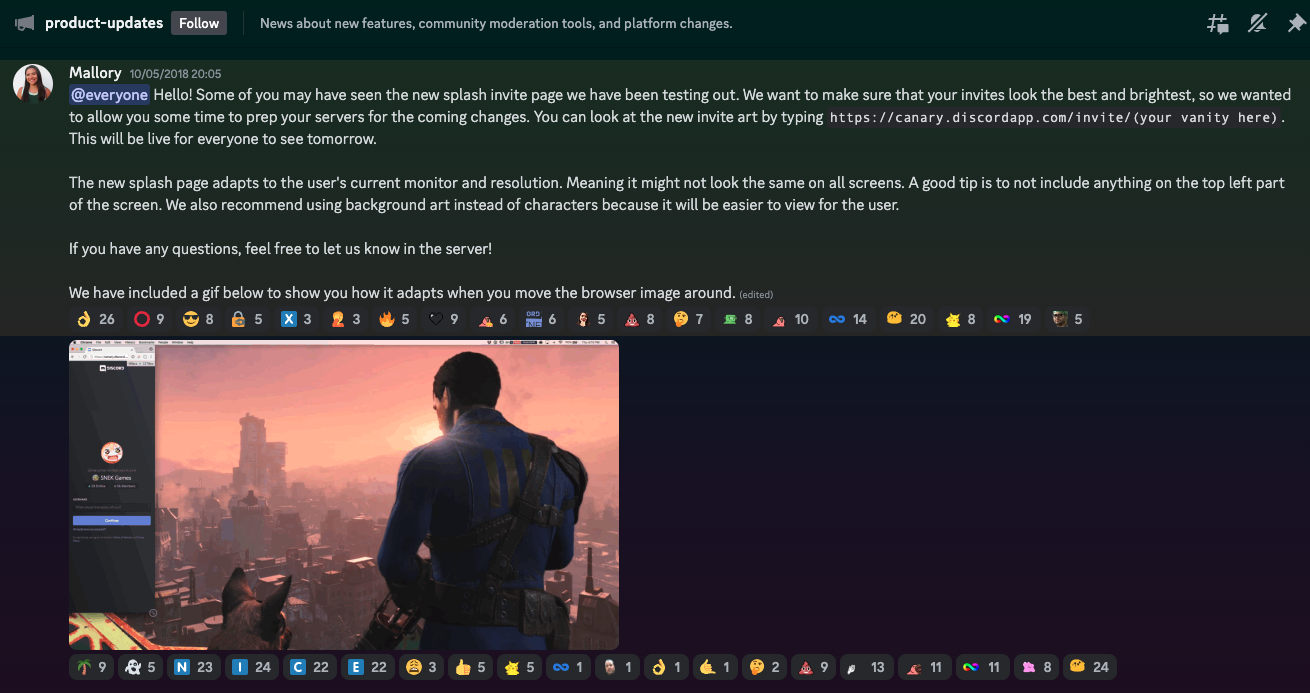 product-updates Follow News about new features, community moderation tools, and platform changes.
Mallory 10/05/2018 20:05
@everyone Hello! Some of you may have seen the new splash invite page we have been testing out. We want to make sure that your invites look the best and brightest, so we wanted
to allow you some time to prep your servers for the coming changes. You can look at the new invite art by typing https://canary.discordapp.com/invite/(your vanity here).
This will be live for everyone to see tomorrow.
The new splash page adapts to the user's current monitor and resolution. Meaning it might not look the same on all screens. A good tip is to not include anything on the top left part
of the screen. We also recommend using background art instead of characters because it will be easier to view for the user.
If you have any questions, feel free to let us know in the server!
We have included a gif below to show you how it adapts when you move the browser image around. (edited)
26 9 8 5 X 3 3 5 9 6 6 5 8 7 8 10 14 20 8 19 5
DISCORD
SNEK Games
Continue
9 5 N 23 I 24 C 22 E 22 3 5 5 1 1 1 1 2 9 13 11 11 8 24